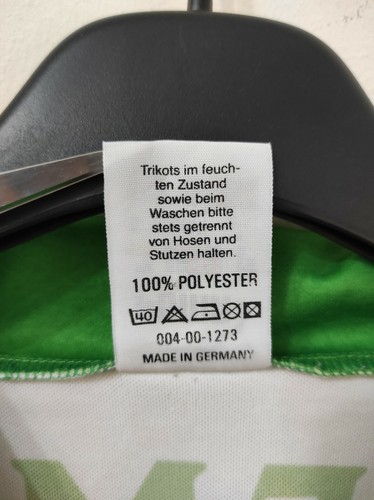 Trikots im feuch-
ten Zustand
sowie beim
Waschen bitte
stets getrennt
von Hosen und
Stutzen halten.
100% POLYESTER
40
004-00-1273
MADE IN GERMANY